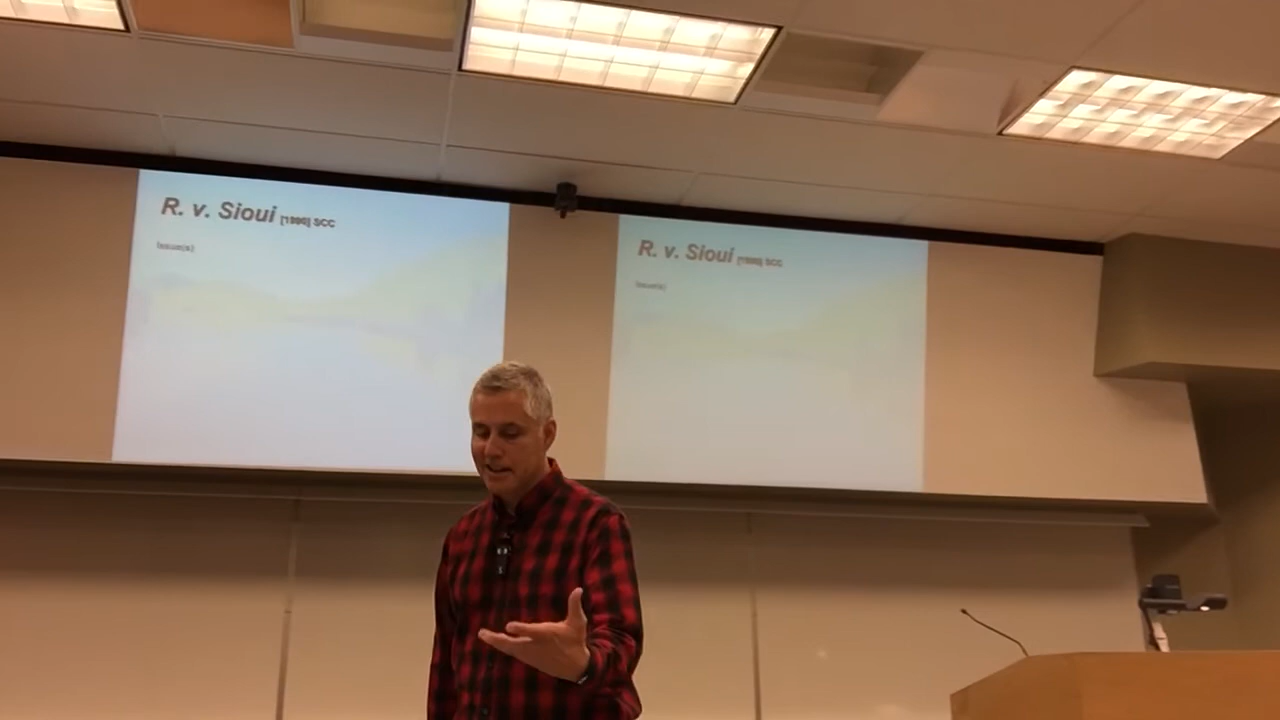 R. v. Sioui [1990] SCC
Issue(s)
R. v. Sioui [1990] SCC
Issue(s)